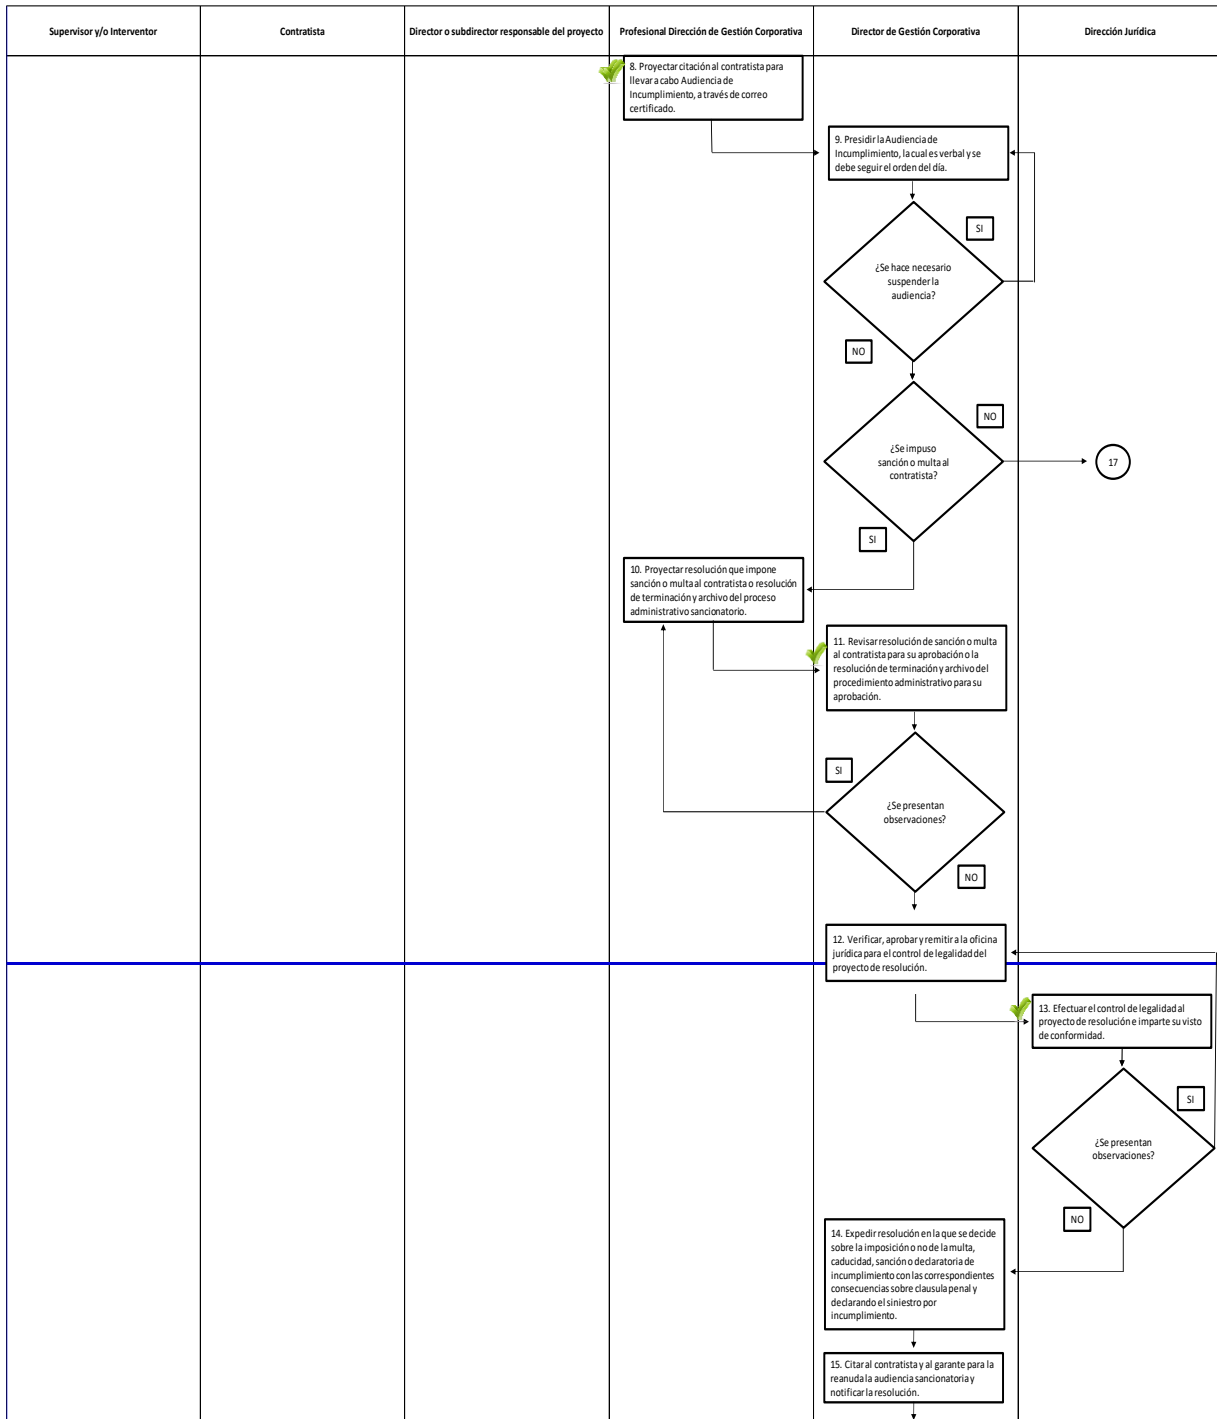 Supervisor y/o Interventor
Contratista
Director o subdirector responsable del proyecto
Profesional Dirección de Gestión Corporativa
Director de Gestión Corporativa
Dirección Jurídica
8. Proyectar citación al contratista para
llevar a cabo Audiencia de
Incumplimiento, a través de correo
certificado.
9. Presidir la Audiencia de
Incumplimiento, la cual es verbal y se
debe seguir el orden del día.
SI
¿Se hace necesario
suspender la
audiencia?
NO
NO
¿Se impuso
sanción o multa al
contratista?
17
SI
10. Proyectar resolución que impone
sanción o multa al contratista o resolución
de terminación y archivo del proceso
administrativo sancionatorio.
11. Revisar resolución de sanción o multa
al contratista para su aprobación o la
resolución de terminación y archivo del
procedimiento administrativo para su
aprobación.
SI
¿Se presentan
observaciones?
NO
12. Verificar, aprobar y remitir a la oficina
jurídica para el control de legalidad del
proyecto de resolución.
13. Efectuar el control de legalidad al
proyecto de resolución e imparte su visto
de conformidad.
SI
¿Se presentan
observaciones?
NO
14. Expedir resolución en la que se decide
sobre la imposición o no de la multa,
caducidad, sanción o declaratoria de
incumplimiento con las correspondientes
consecuencias sobre clausula penal y
declarando el siniestro por
incumplimiento.
15. Citar al contratista y al garante para la
reanuda la audiencia sancionatoria y
notificar la resolución.